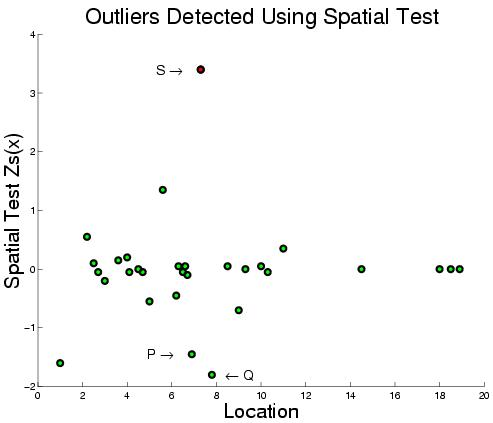 Outliers Detected Using Spatial Test
Spatial Test Zs(x)
4
3
2
1
0
−1
−2
S →
P →
← Q
0 2 4 6 8 10 12 14 16 18 20
Location